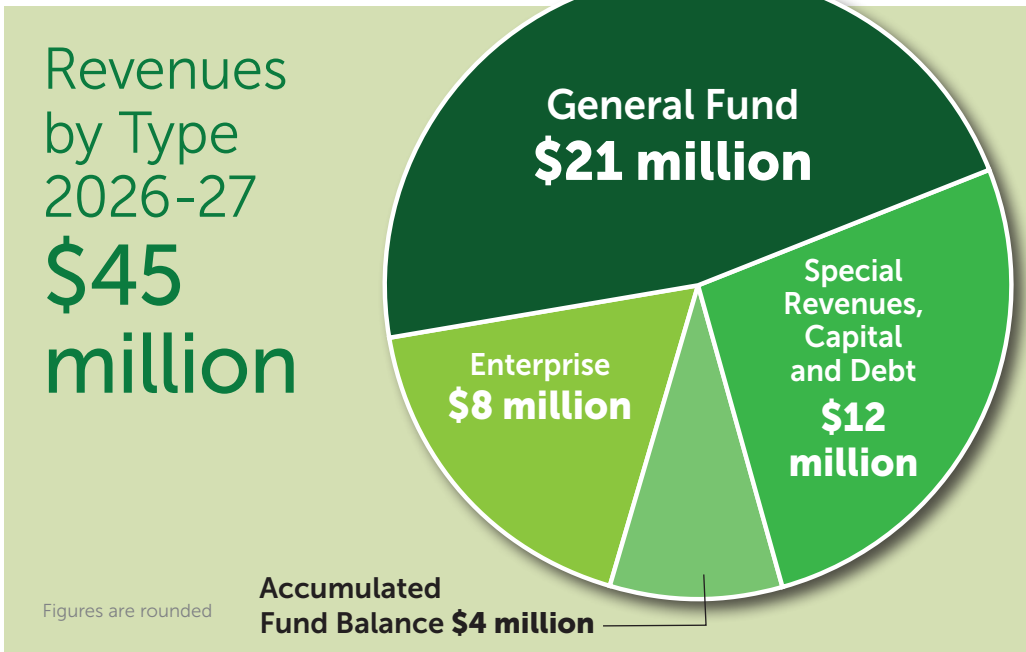 Revenues
by Type
2026-27
$45
million
General Fund
$21 million
Special
Revenues,
Capital
and Debt
$12
million
Enterprise
$8 million
Accumulated
Fund Balance $4 million
Figures are rounded